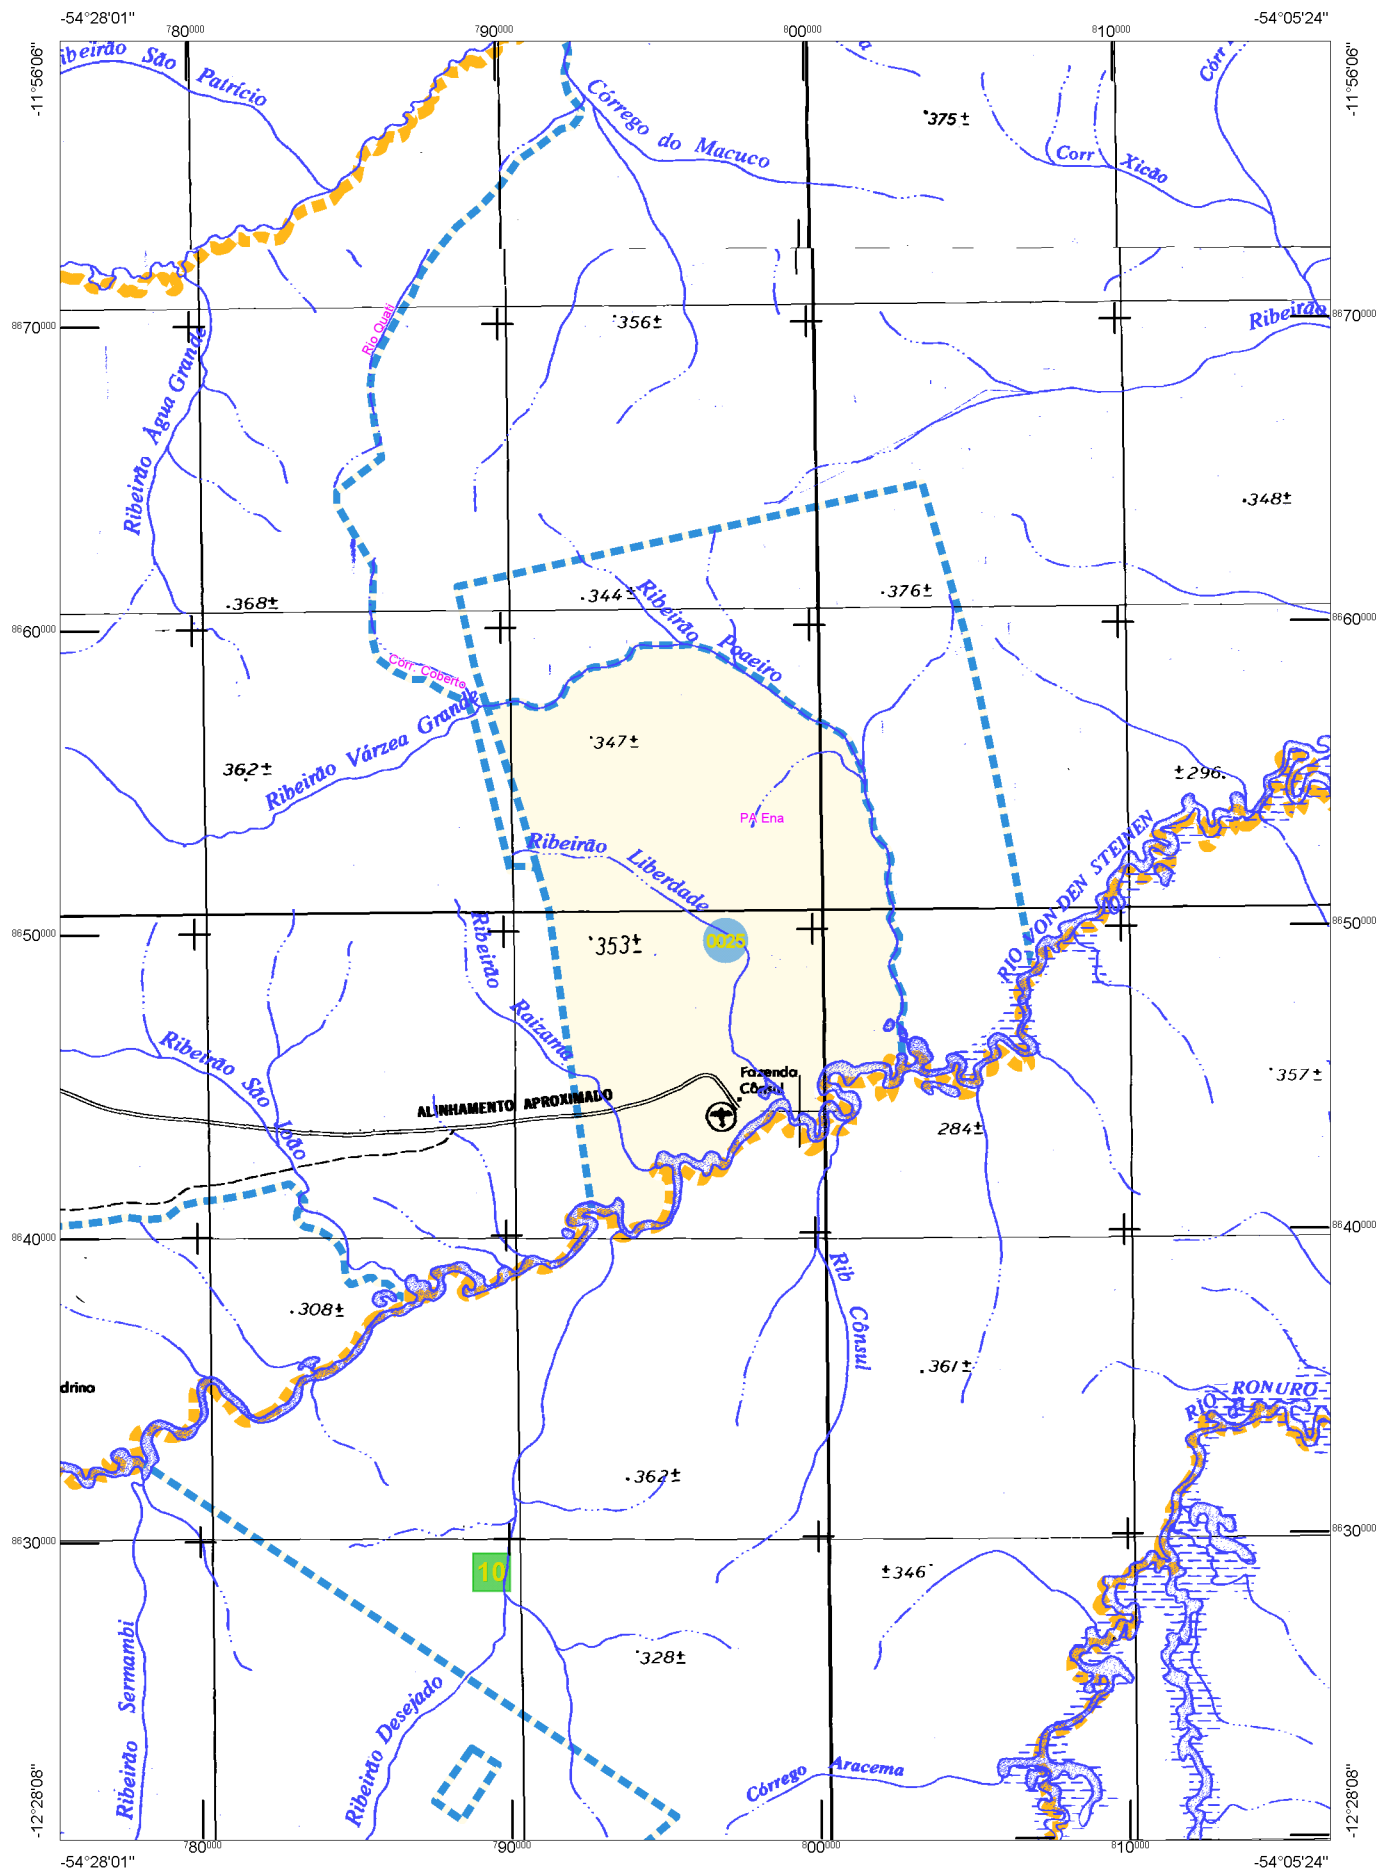 -54°28'01"
-54°05'24"
780000
790000
800000
810000
-11°56'06"
-11°56'06"
ibeirão São Patrício
Córrego do Macuco
375±
Corr Xicão
Córr
8670000
8670000
Rio Quati
356±
Ribeirão
Ribeirão Água Grande
348±
368±
344±
376±
8660000
8660000
Ribeirão Poaeiro
Corr. Coberto
Ribeirão Várzea Grande
347±
362±
±296
PA Ena
Ribeirão Liberdade
RIO VON DEN STEINEN
8650000
8650000
0025
353±
Ribeirão Raizama
Ribeirão São João
Fazenda
Cônsul
357±
ALINHAMENTO APROXIMADO
284±
8640000
8640000
Rib Cônsul
308±
361±
drina
RIO RONURO
362±
8630000
8630000
10
±346
328±
Ribeirão Sermambi
Ribeirão Desejado
Córrego Aracema
-12°28'08"
-12°28'08"
780000
790000
800000
810000
-54°28'01"
-54°05'24"